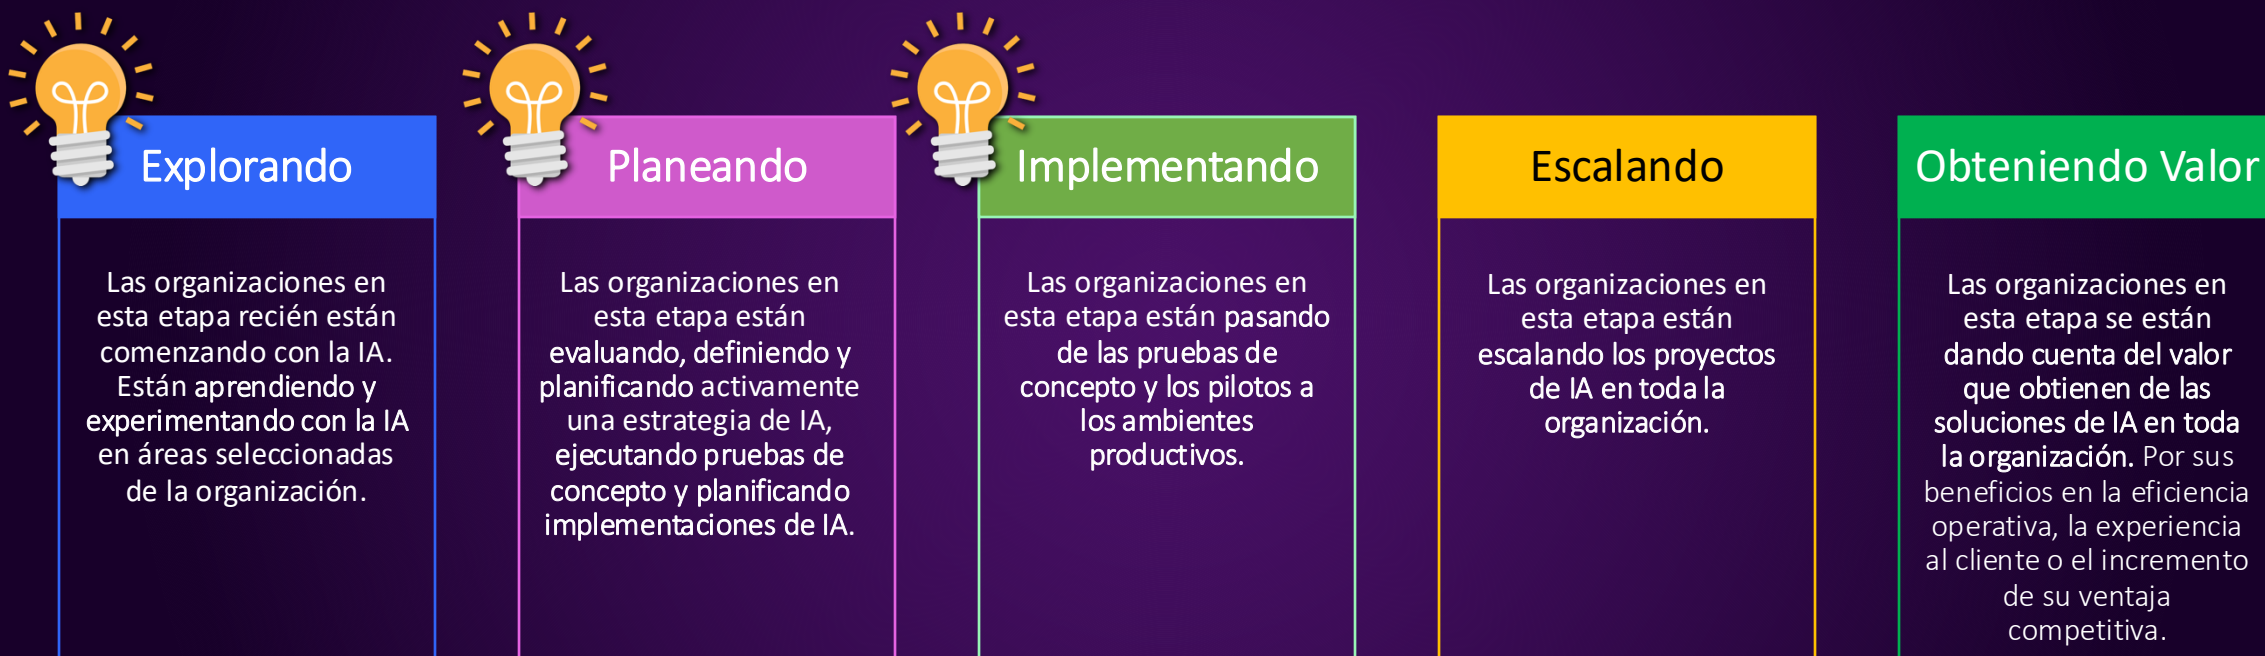 Explorando
Las organizaciones en
esta etapa recién están
comenzando con la IA.
Están aprendiendo y
experimentando con la IA
en áreas seleccionadas
de la organización.
Planeando
Las organizaciones en
esta etapa están
evaluando, definiendo y
planificando activamente
una estrategia de IA,
ejecutando pruebas de
concepto y planificando
implementaciones de IA.
Implementando
Las organizaciones en
esta etapa están pasando
de las pruebas de
concepto y los pilotos a
los ambientes
productivos.
Escalando
Las organizaciones en
esta etapa están
escalando los proyectos
de IA en toda la
organización.
Obteniendo Valor
Las organizaciones en
esta etapa se están
dando cuenta del valor
que obtienen de las
soluciones de IA en toda
la organización. Por sus
beneficios en la eficiencia
operativa, la experiencia
al cliente o el incremento
de su ventaja
competitiva.